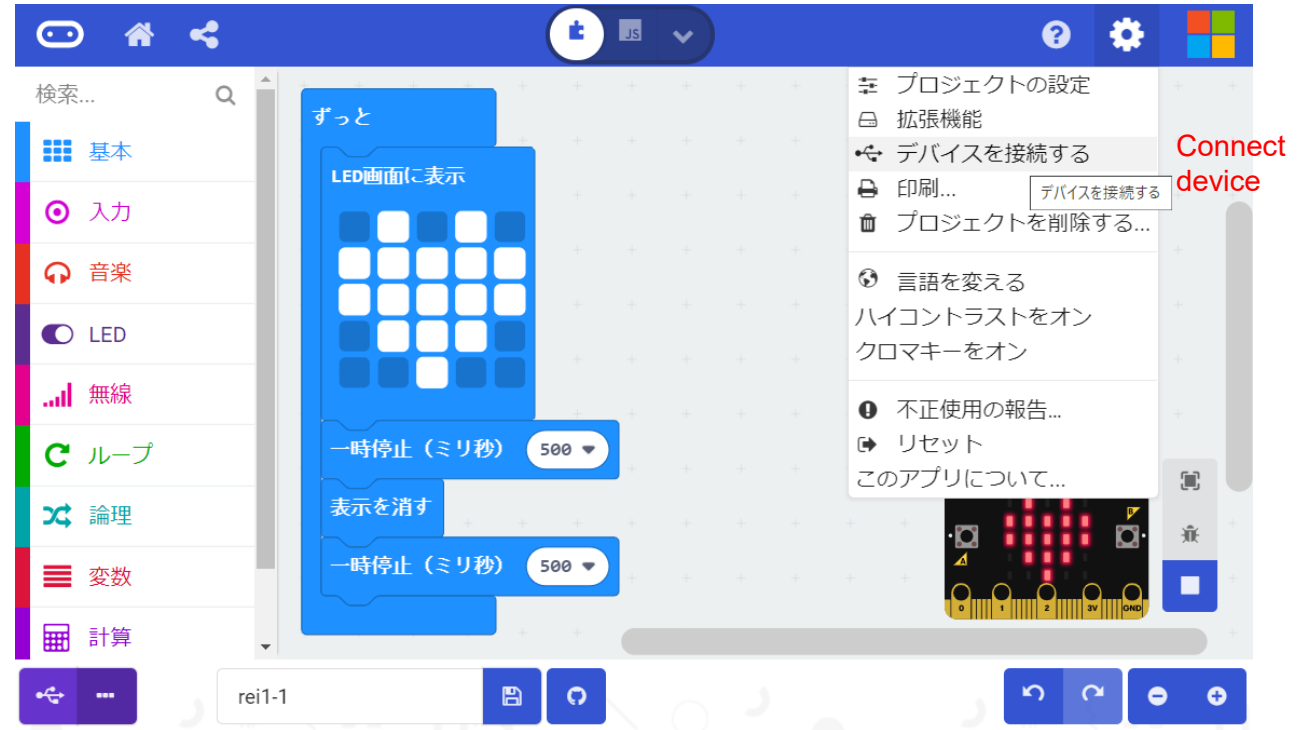 JS
検索...
基本
入力
音楽
LED
無線
ループ
論理
変数
計算
ずっと
LED画面に表示
一時停止（ミリ秒） 500
表示を消す
一時停止（ミリ秒） 500
プロジェクトの設定
拡張機能
デバイスを接続する
印刷...
デバイスを接続する
プロジェクトを削除する...
言語を変える
ハイコントラストをオン
クロマキーをオン
不正使用の報告...
リセット
このアプリについて...
Connect
device
A
B
0 1 2 3V GND
rei1-1